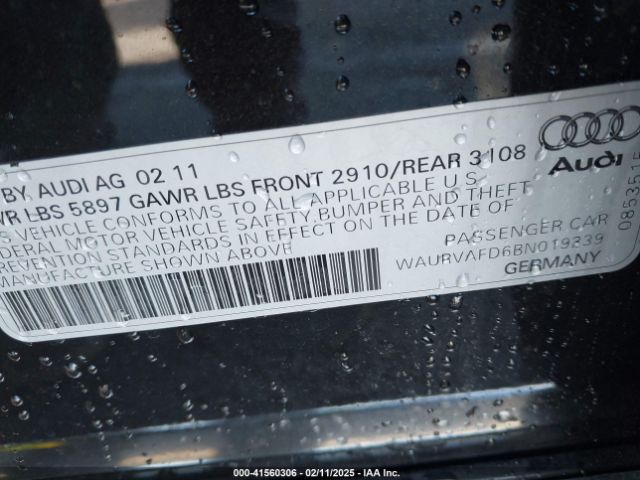 BY AUDI AG 02 11
WR LBS 5897 GAWR LBS FRONT 2910/REAR 3108
S VEHICLE CONFORMS TO ALL APPLICABLE U.S.
DERAL MOTOR VEHICLE SAFETY, BUMPER AND THEFT
PREVENTION STANDARDS IN EFFECT ON THE DATE OF
MANUFACTURE SHOWN ABOVE
Audi
PASSENGER CAR
WAURVAFD6BN019339
GERMANY
000-41560306 - 02/11/2025 - IAA Inc.